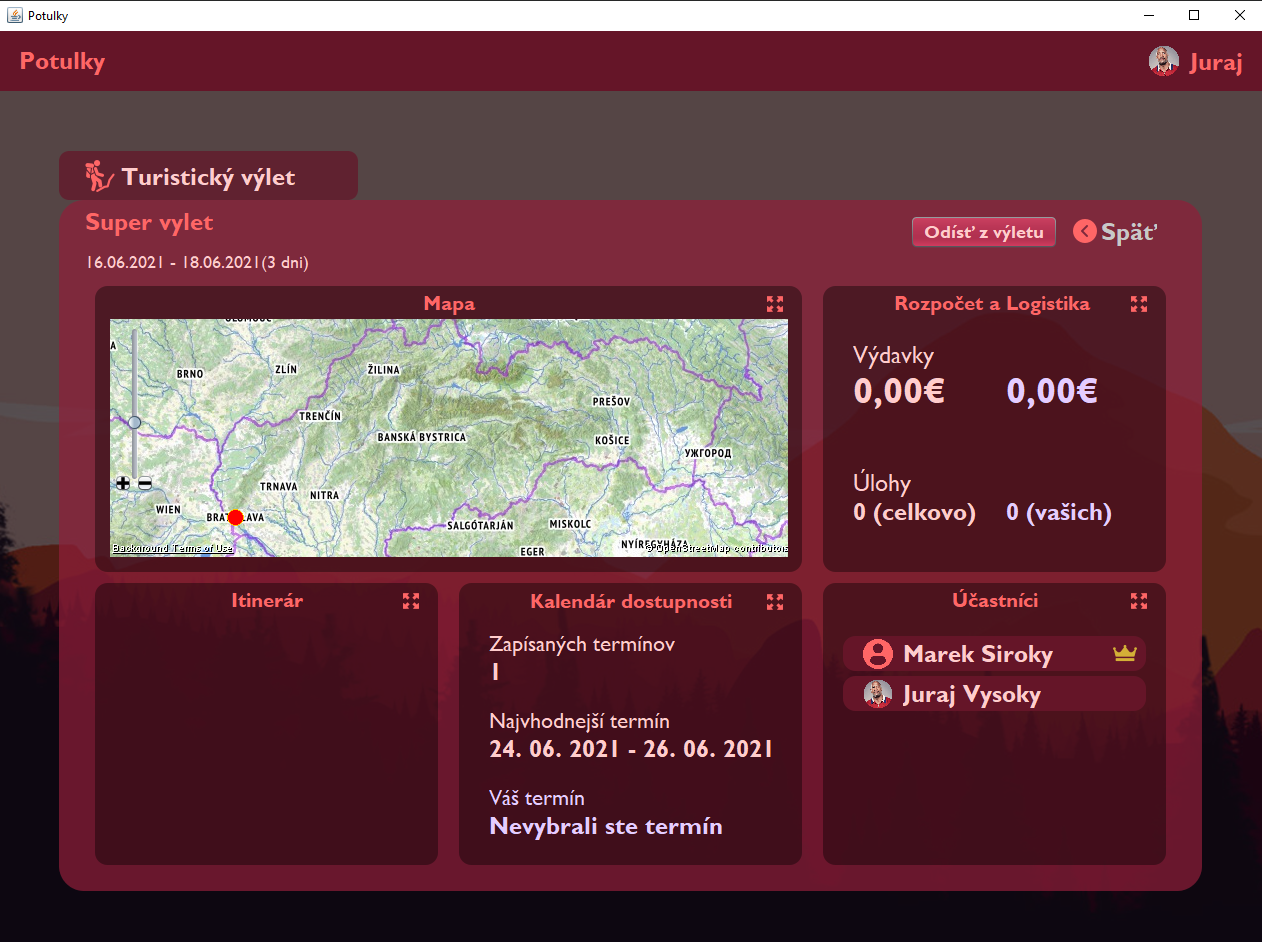 Potulky
Potulky
Juraj
Turistický výlet
Super vylet
Odísť z výletu
Späť
16.06.2021 - 18.06.2021(3 dni)
Mapa
OLOMOUC
BRNO
ZLÍN
ŽILINA
TRENČÍN
PREŠOV
BANSKÁ BYSTRICA
KOŠICE
УЖГОРОД
TRNAVA
NITRA
WIEN
BRATISLAVA
SALGÓTARJÁN
MISKOLC
EGER
NYÍREGYHÁZA
Background Terms of Use
© OpenStreetMap contributors
Rozpočet a Logistika
Výdavky
0,00€ 0,00€
Úlohy
0 (celkovo) 0 (vašich)
Itinerár
Kalendár dostupnosti
Zapísaných termínov
1
Najvhodnejší termín
24. 06. 2021 - 26. 06. 2021
Váš termín
Nevybrali ste termín
Účastníci
Marek Siroky
Juraj Vysoky